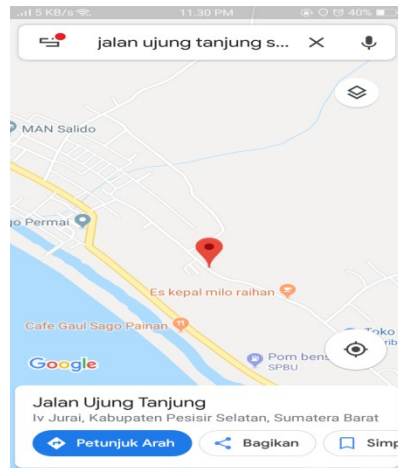 5 KB/s 11.30 PM 40%
jalan ujung tanjung s...
MAN Salido
go Permai
Es kepal milo raihan
Cafe Gaul Sago Painan
Toko
Pom bens
SPBU
Google
Jalan Ujung Tanjung
Iv Jurai, Kabupaten Pesisir Selatan, Sumatera Barat
Petunjuk Arah Bagikan Simp